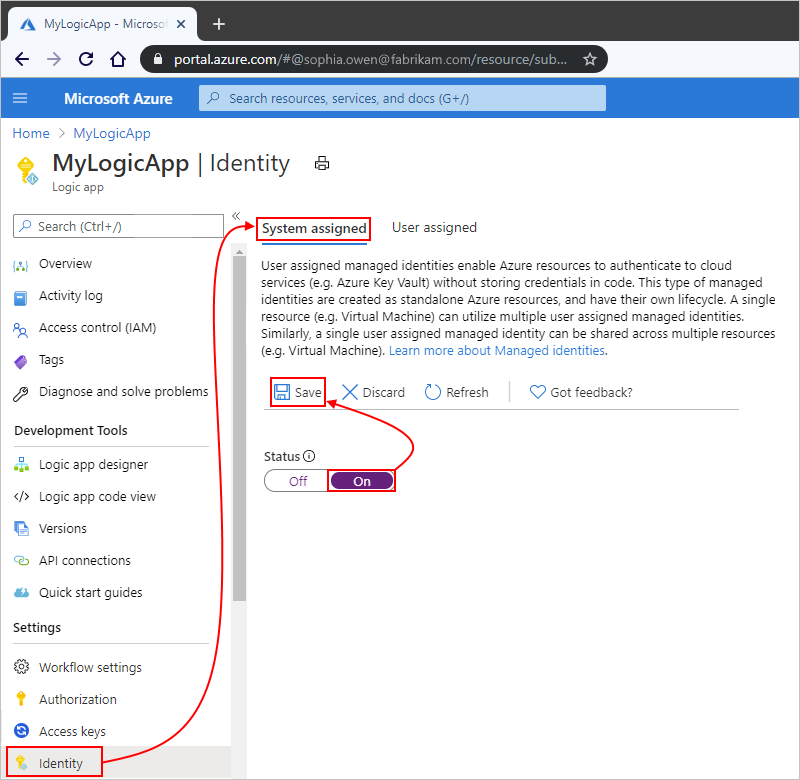 MyLogicApp - Microsof
portal.azure.com/#@sophia.owen@fabrikam.com/resource/sub...
Microsoft Azure
Search resources, services, and docs (G+/)
Home > MyLogicApp
MyLogicApp | Identity
Logic app
Search (Ctrl+/)
«
Overview
Activity log
Access control (IAM)
Tags
Diagnose and solve problems
Development Tools
Logic app designer
Logic app code view
Versions
API connections
Quick start guides
Settings
Workflow settings
Authorization
Access keys
Identity
System assigned
User assigned
User assigned managed identities enable Azure resources to authenticate to cloud
services (e.g. Azure Key Vault) without storing credentials in code. This type of managed
identities are created as standalone Azure resources, and have their own lifecycle. A single
resource (e.g. Virtual Machine) can utilize multiple user assigned managed identities.
Similarly, a single user assigned managed identity can be shared across multiple resources
(e.g. Virtual Machine). Learn more about Managed identities.
Save Discard Refresh Got feedback?
Status
Off On